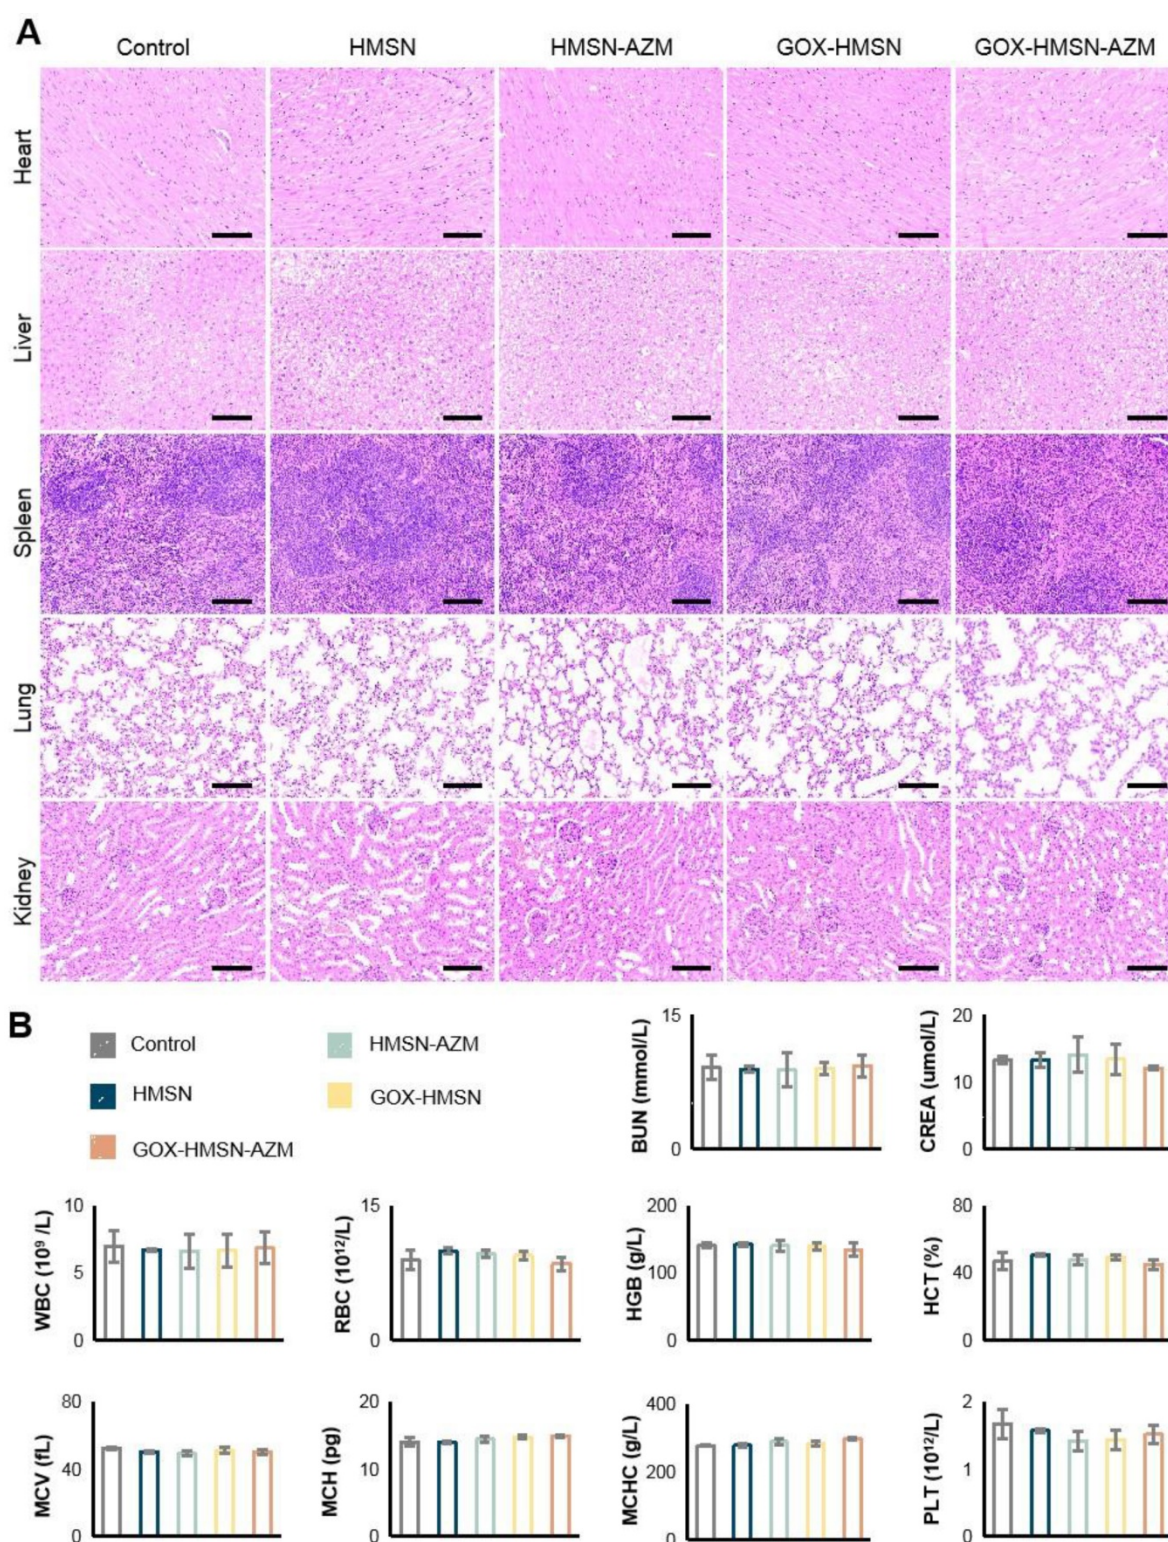 A
Control HMSN HMSN-AZM GOX-HMSN GOX-HMSN-AZM
Heart
Liver
Spleen
Lung
Kidney
B
Control
HMSN
GOX-HMSN-AZM
HMSN-AZM
GOX-HMSN
BUN (mmol/L)
15
0
CREA (umol/L)
20
10
0
WBC (10⁹ /L)
10
5
0
RBC (10¹²/L)
15
0
HGB (g/L)
200
100
0
HCT (%)
80
40
0
MCV (fL)
80
40
0
MCH (pg)
20
10
0
MCHC (g/L)
400
200
0
PLT (10¹²/L)
2
1
0